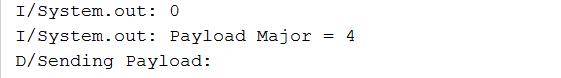 I/System.out: 0
I/System.out: Payload Major = 4
D/Sending Payload: